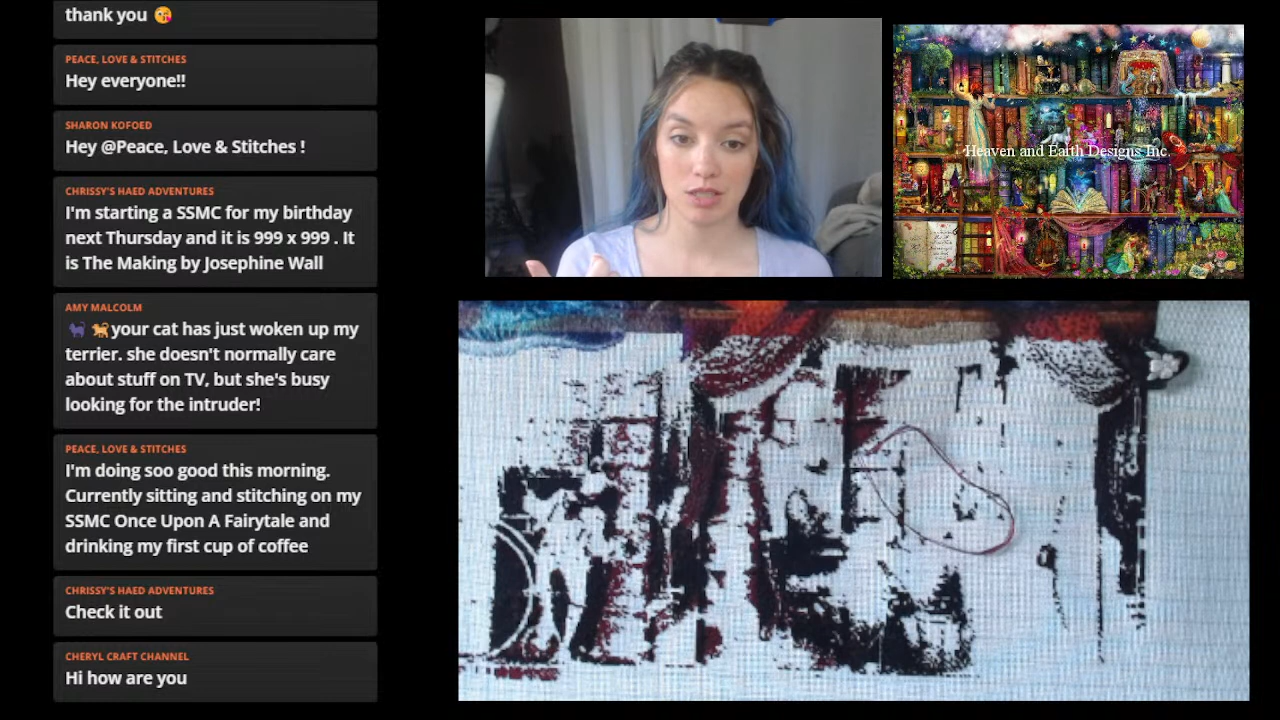 thank you 😘
PEACE, LOVE & STITCHES
Hey everyone!!
SHARON KOFOED
Hey @Peace, Love & Stitches !
CHRISSY'S HAED ADVENTURES
I'm starting a SSMC for my birthday
next Thursday and it is 999 x 999 . It
is The Making by Josephine Wall
AMY MALCOLM
🐈‍⬛ 🐈your cat has just woken up my
terrier. she doesn't normally care
about stuff on TV, but she's busy
looking for the intruder!
PEACE, LOVE & STITCHES
I'm doing soo good this morning.
Currently sitting and stitching on my
SSMC Once Upon A Fairytale and
drinking my first cup of coffee
CHRISSY'S HAED ADVENTURES
Check it out
CHERYL CRAFT CHANNEL
Hi how are you
Heaven and Earth Designs Inc.